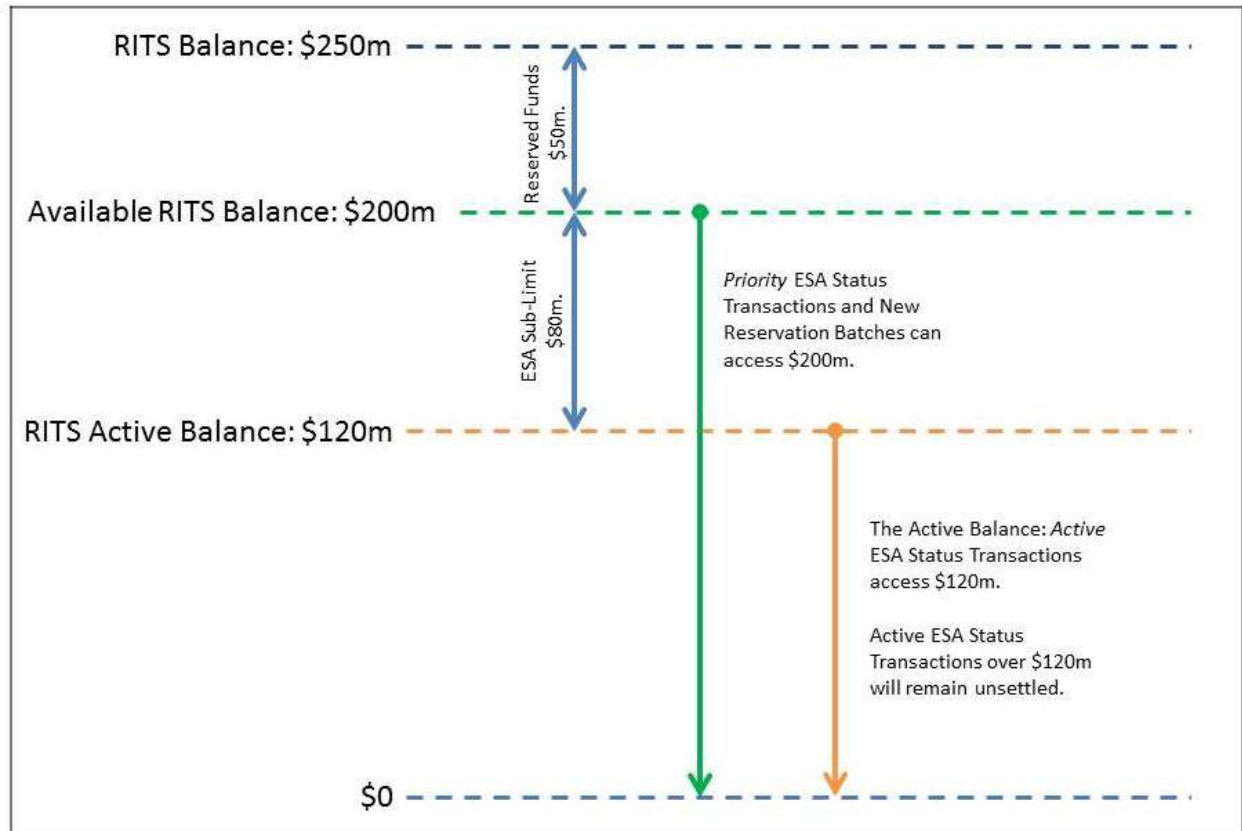 RITS Balance: $250m
Reserved Funds
$50m.
Available RITS Balance: $200m
ESA Sub-Limit
$80m.
Priority ESA Status
Transactions and New
Reservation Batches can
access $200m.
RITS Active Balance: $120m
The Active Balance: Active
ESA Status Transactions
access $120m.
Active ESA Status
Transactions over $120m
will remain unsettled.
$0